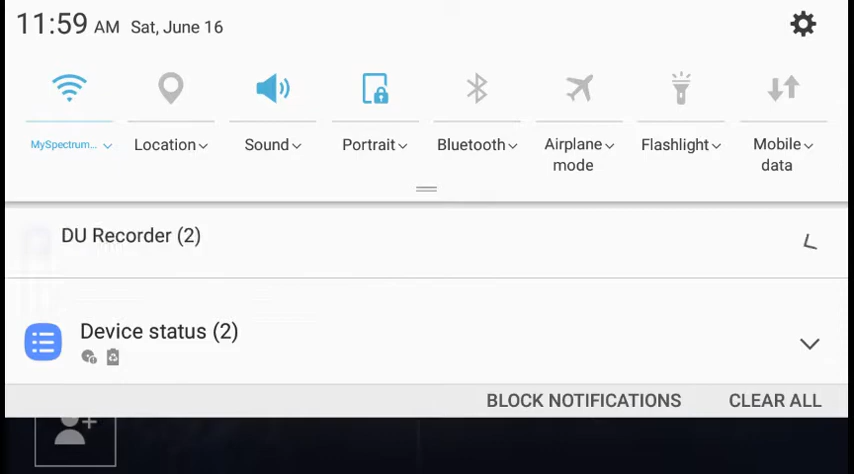 11:59 AM Sat, June 16
MySpectrum... Location Sound Portrait Bluetooth Airplane mode Flashlight Mobile data
DU Recorder (2)
Device status (2)
BLOCK NOTIFICATIONS CLEAR ALL